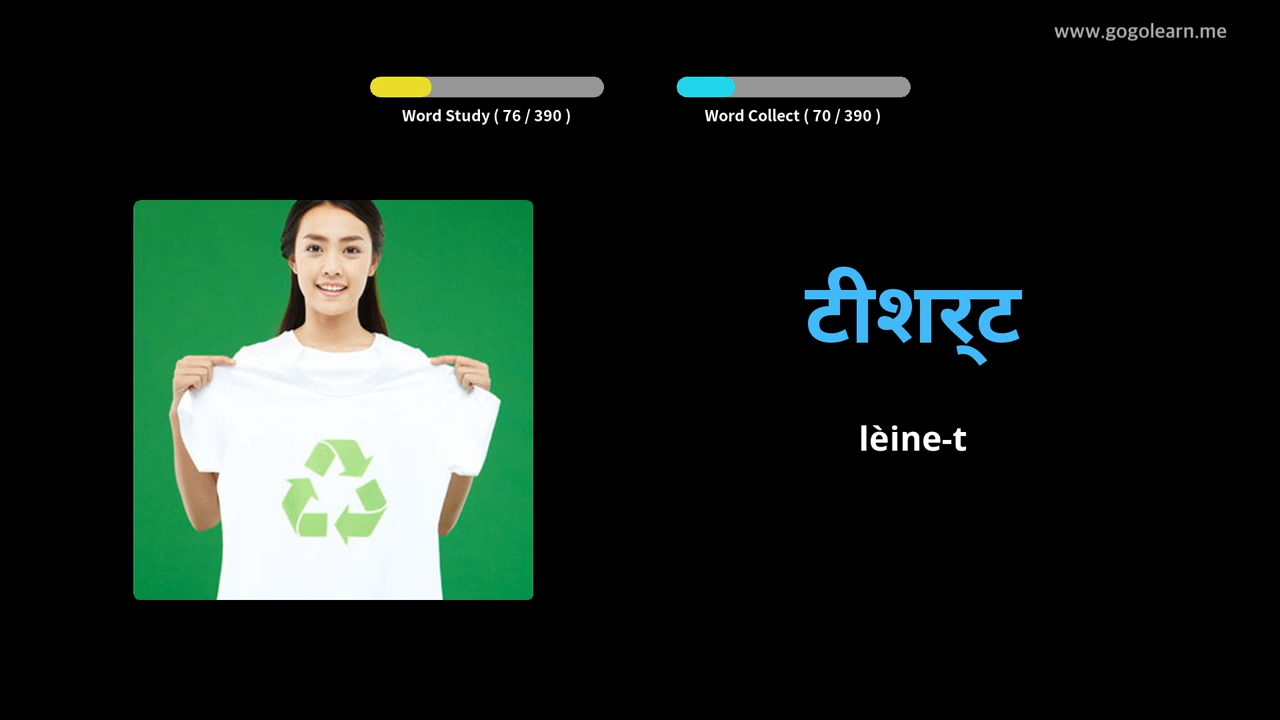 www.gogolearn.me
Word Study ( 76 / 390 )
Word Collect ( 70 / 390 )
टीशर्‌ट
lèine-t